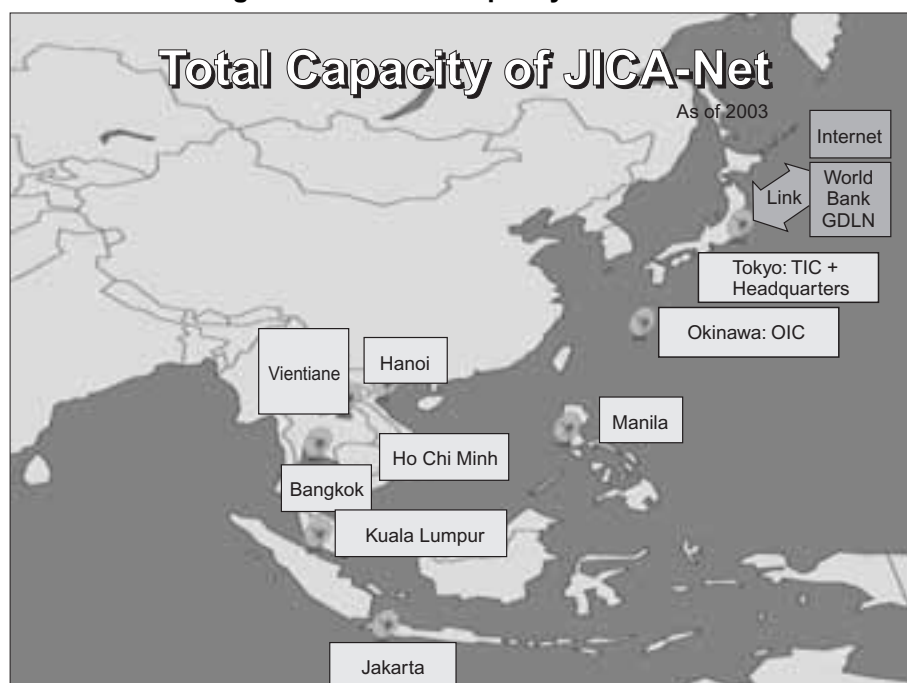 Total Capacity of JICA-Net
As of 2003
Internet
World
Bank
GDLN
Link
Tokyo: TIC +
Headquarters
Okinawa: OIC
Vientiane
Hanoi
Manila
Ho Chi Minh
Bangkok
Kuala Lumpur
Jakarta